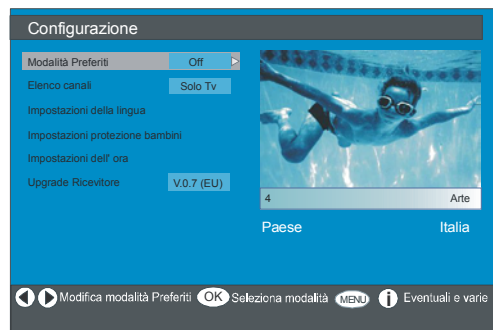 Configurazione
Modalità Preferiti Off
Elenco canali Solo Tv
Impostazioni della lingua
Impostazioni protezione bambini
Impostazioni dell' ora
Upgrade Ricevitore V.0.7 (EU)
4 Arte
Paese Italia
Modifica modalità Preferiti OK Seleziona modalità MENU i Eventuali e varie